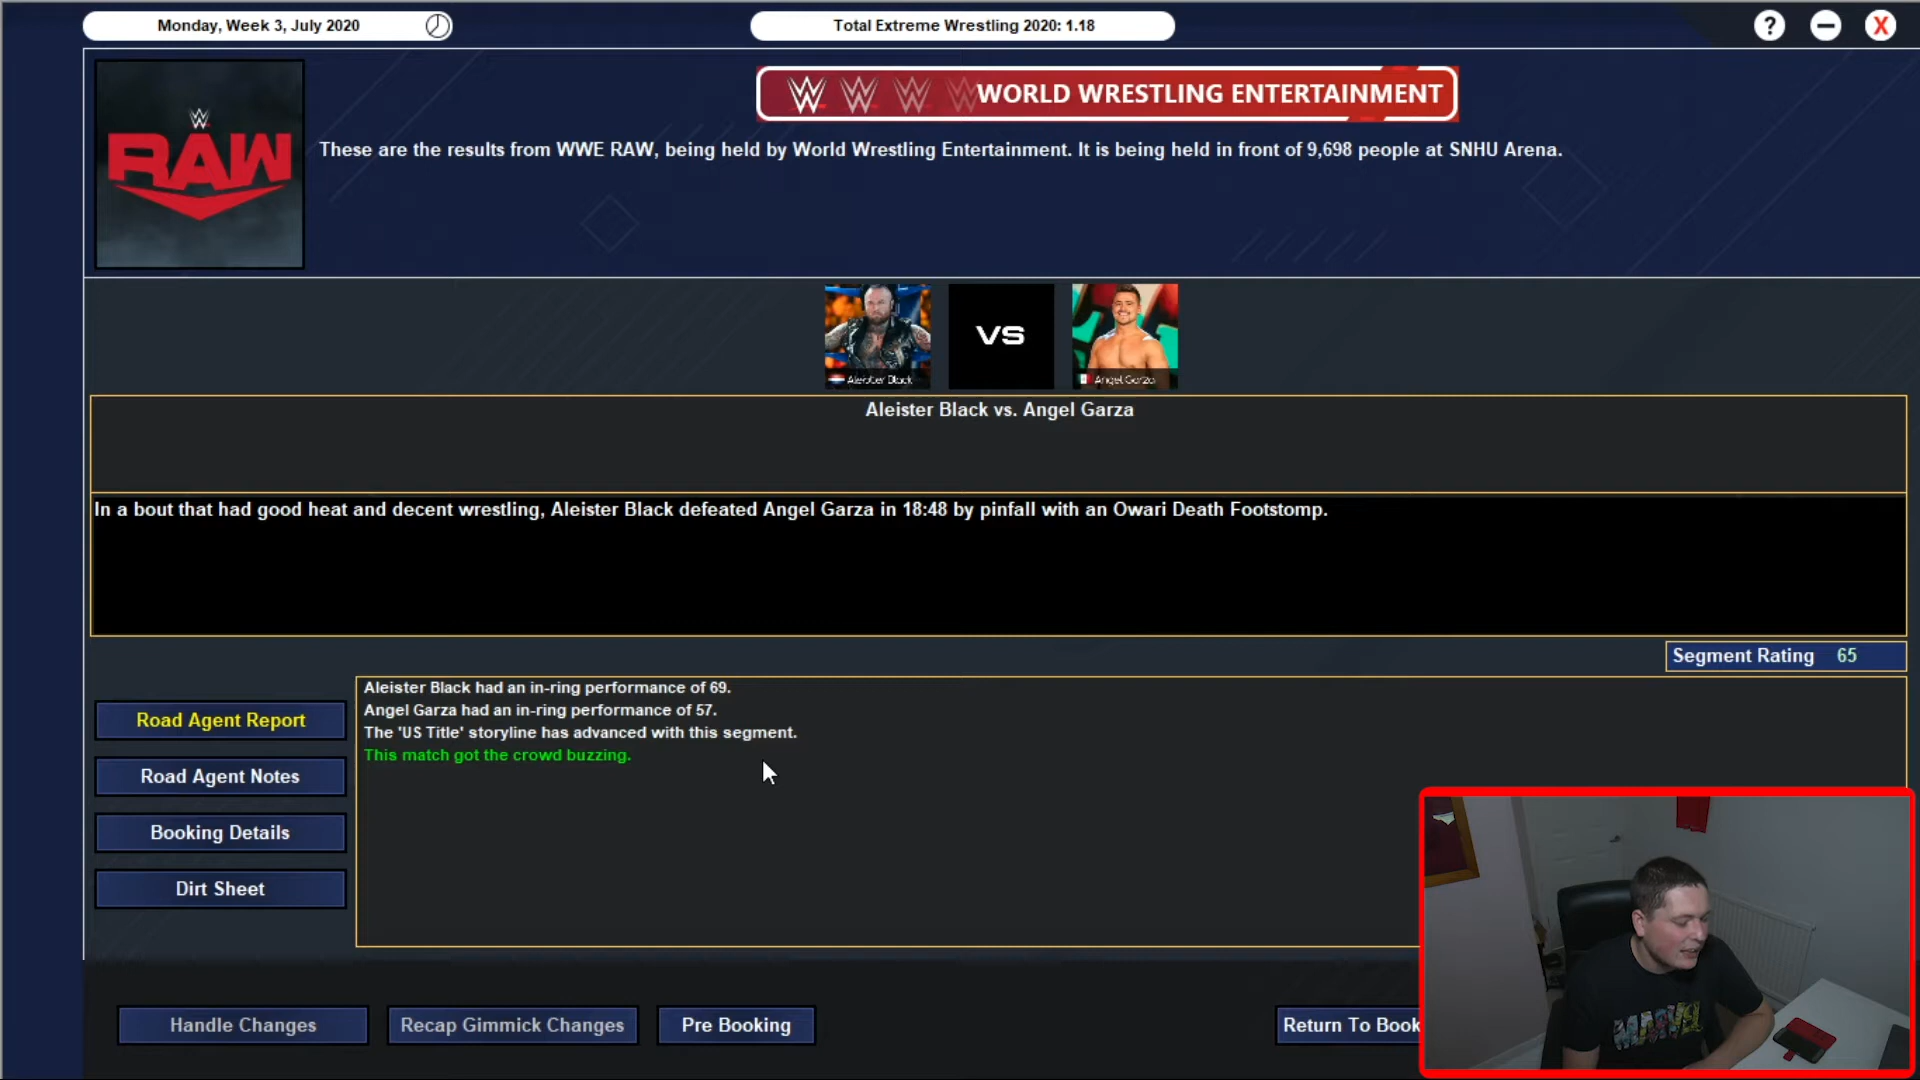 Monday, Week 3, July 2020
Total Extreme Wrestling 2020: 1.18
?
X
WORLD WRESTLING ENTERTAINMENT
RAW
These are the results from WWE RAW, being held by World Wrestling Entertainment. It is being held in front of 9,698 people at SNHU Arena.
VS
Aleister Black
Angel Garza
Aleister Black vs. Angel Garza
In a bout that had good heat and decent wrestling, Aleister Black defeated Angel Garza in 18:48 by pinfall with an Owari Death Footstomp.
Segment Rating 65
Road Agent Report
Road Agent Notes
Booking Details
Dirt Sheet
Aleister Black had an in-ring performance of 69.
Angel Garza had an in-ring performance of 57.
The 'US Title' storyline has advanced with this segment.
This match got the crowd buzzing.
Handle Changes
Recap Gimmick Changes
Pre Booking
Return To Book
MARVEL